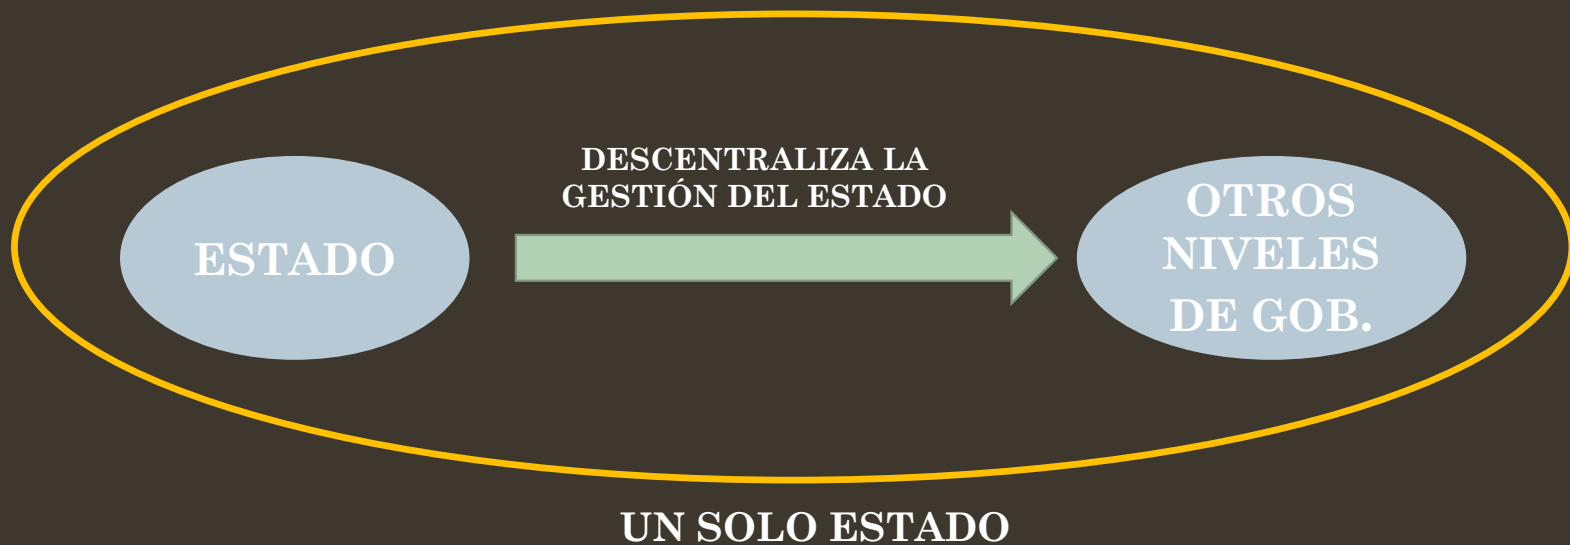 DESCENTRALIZA LA
GESTIÓN DEL ESTADO
ESTADO
OTROS
NIVELES
DE GOB.
UN SOLO ESTADO